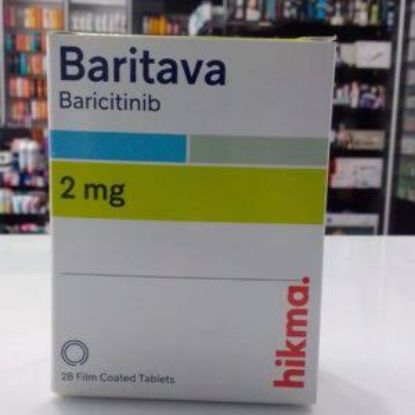 Baritava
Baricitinib
2 mg
hikma.
28 Film Coated Tablets